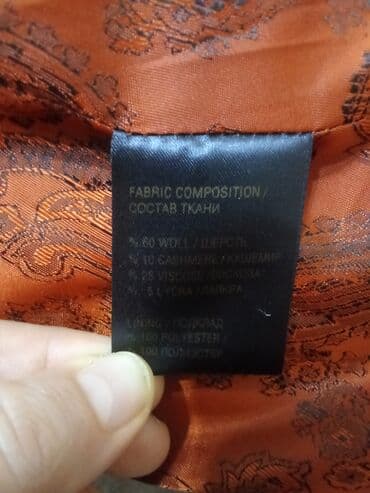 FABRIC COMPOSITION /
СОСТАВ ТКАНИ
% 60 WOLL / ШЕРСТЬ
% 10 CASHMERE / КАШЕМИР
% 25 VISCOSE / ВИСКОЗА
% 5 LYCRA / ЛАЙКРА
LINING / ПОДКЛАД
% 100 POLYESTER /
% 100 ПОЛИЭСТЕР